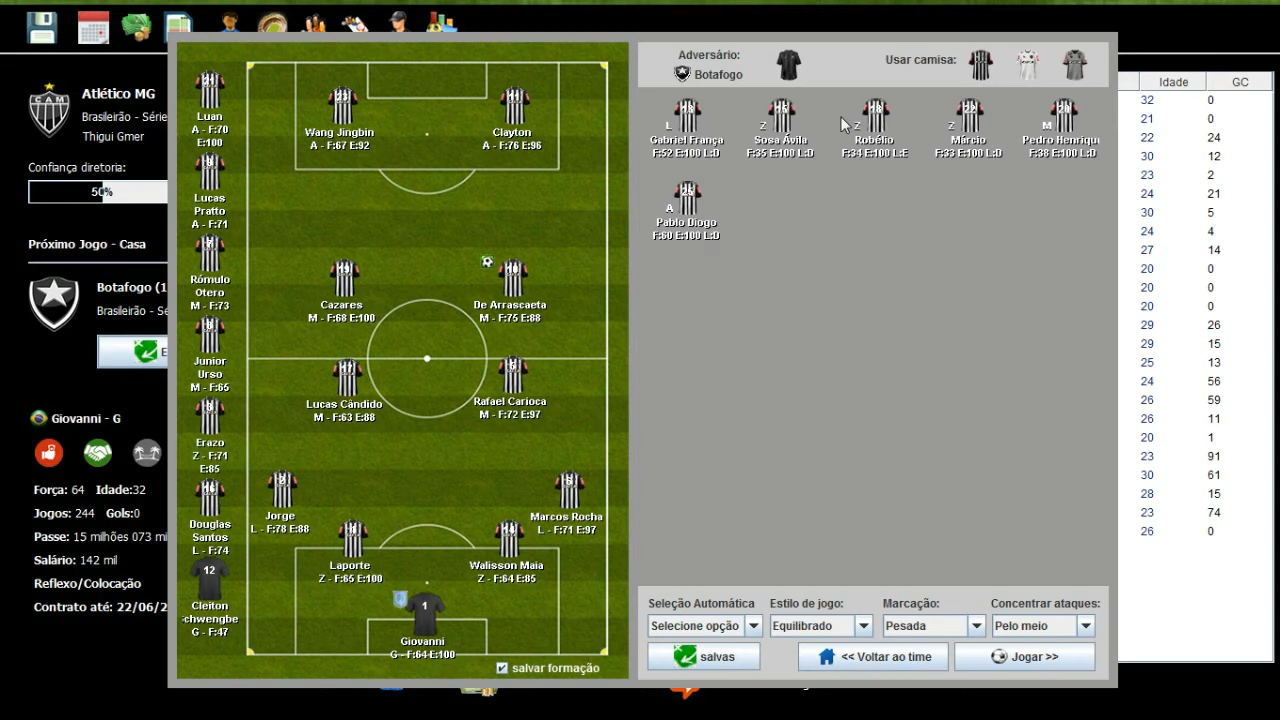 CAM
Atlético MG
Brasileirão - Série
Thigui Gmer
Confiança diretoria:
50%
Próximo Jogo - Casa
Botafogo (1
Brasileirão - Sé
E
Giovanni - G
Força: 64 Idade:32
Jogos: 244 Gols:0
Passe: 15 milhões 073 mi
Salário: 142 mil
Reflexo/Colocação
Contrato até: 22/06/2
Luan
A - F:70
E:100
Lucas
Pratto
A - F:71
7
Rómulo
Otero
M - F:73
8
Junior
Urso
M - F:65
Erazo
Z - F:71
E:85
16
Douglas
Santos
L - F:74
12
Cleiton
chwengbe
G - F:47
Wang Jingbin
A - F:67 E:92
Clayton
A - F:76 E:96
Cazares
M - F:68 E:100
De Arrascaeta
M - F:75 E:88
Lucas Cândido
M - F:63 E:88
Rafael Carioca
M - F:72 E:97
Jorge
L - F:78 E:88
Marcos Rocha
L - F:71 E:97
Laporte
Z - F:65 E:100
Walisson Maia
Z - F:64 E:85
1
Giovanni
G - F:64 E:100
salvar formação
Adversário:
Botafogo
Usar camisa:
L
Gabriel França
F:52 E:100 L:D
Z
Sosa Ávila
F:35 E:100 L:D
Z
Robélio
F:34 E:100 L:E
Z
Márcio
F:33 E:100 L:D
M
Pedro Henriqu
F:38 E:100 L:D
A
Pablo Diogo
F:60 E:100 L:D
Seleção Automática
Selecione opção
Estilo de jogo:
Equilibrado
Marcação:
Pesada
Concentrar ataques:
Pelo meio
salvas
<< Voltar ao time
Jogar >>
Idade GC
32 0
21 0
22 24
30 12
23 2
24 21
30 5
24 4
27 14
20 0
20 0
20 0
29 26
29 15
25 13
24 56
26 59
26 11
20 1
23 91
30 61
28 15
23 74
26 0